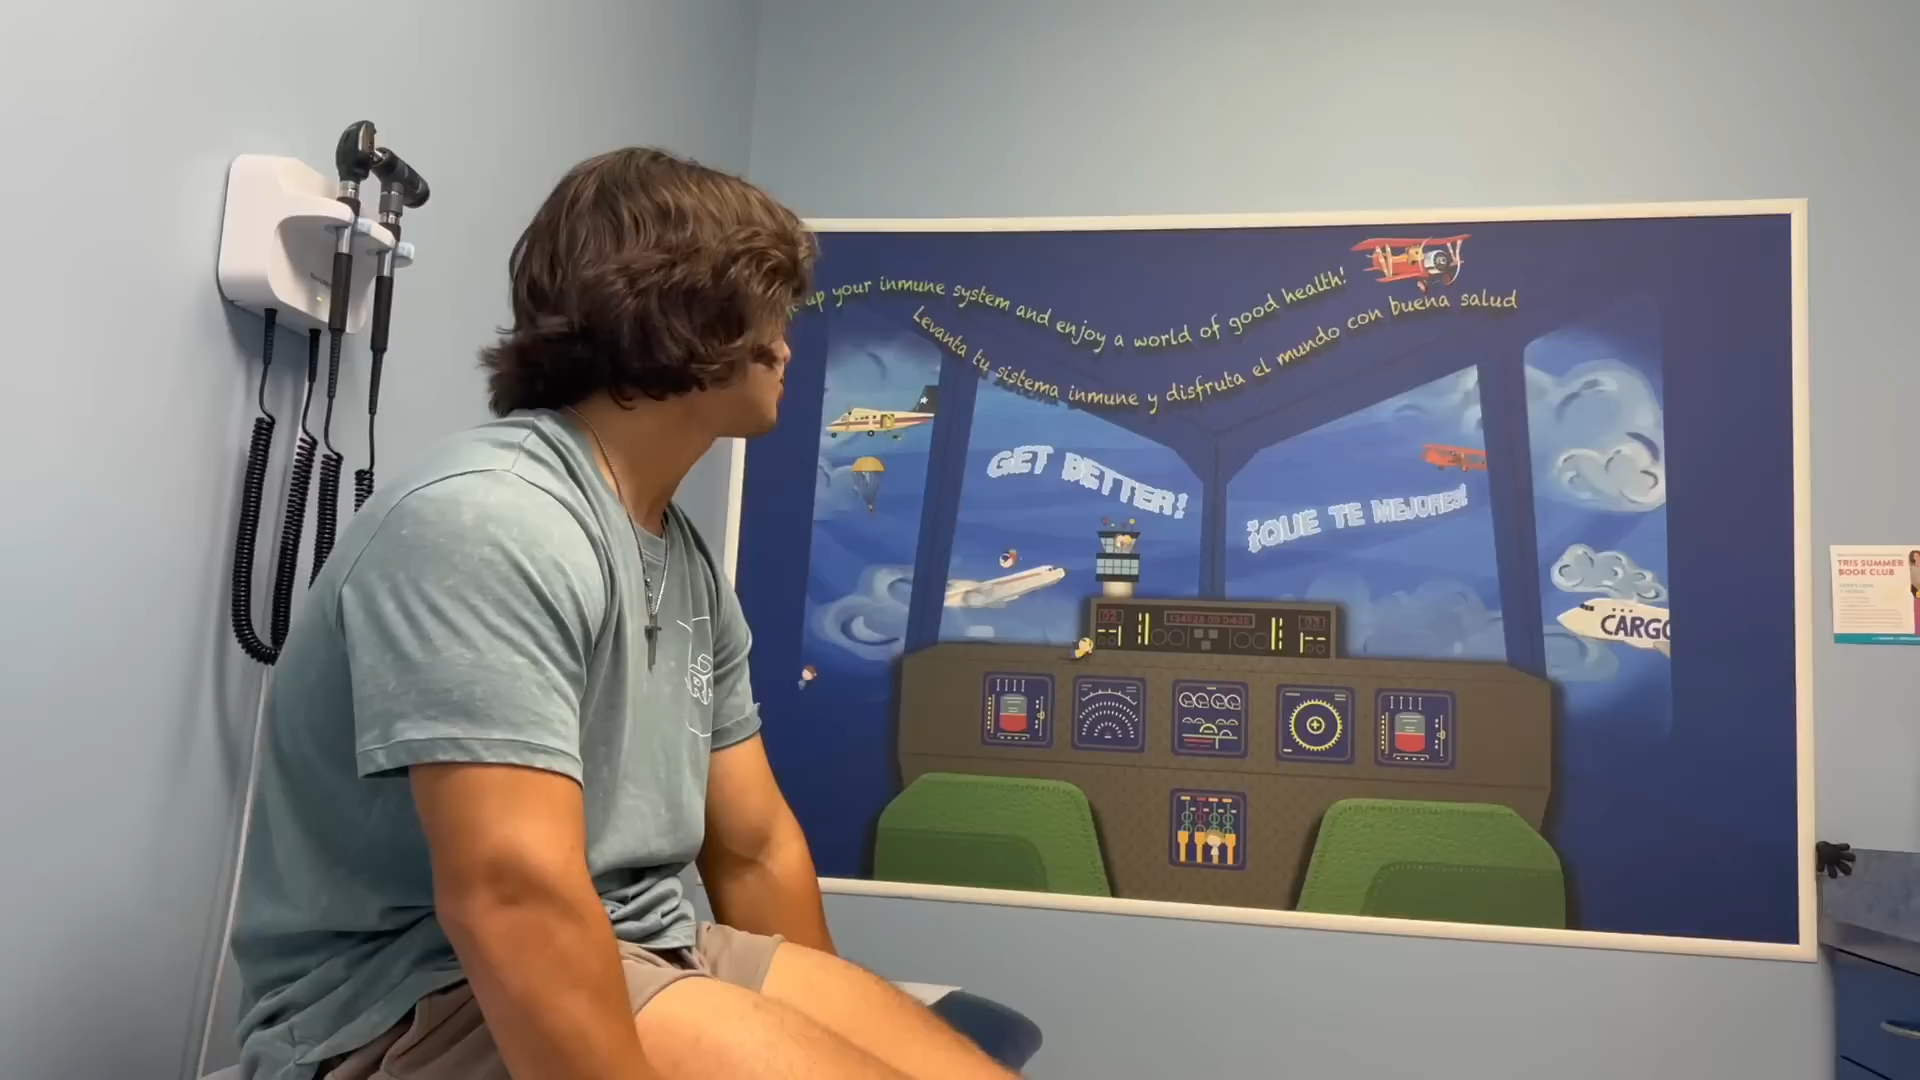 up your inmune system and enjoy a world of good health!
Levanta tu sistema inmune y disfruta el mundo con buena salud
GET BETTER!
¡QUE TE MEJORES!
CARGO
TRIS SUMMER
BOOK CLUB